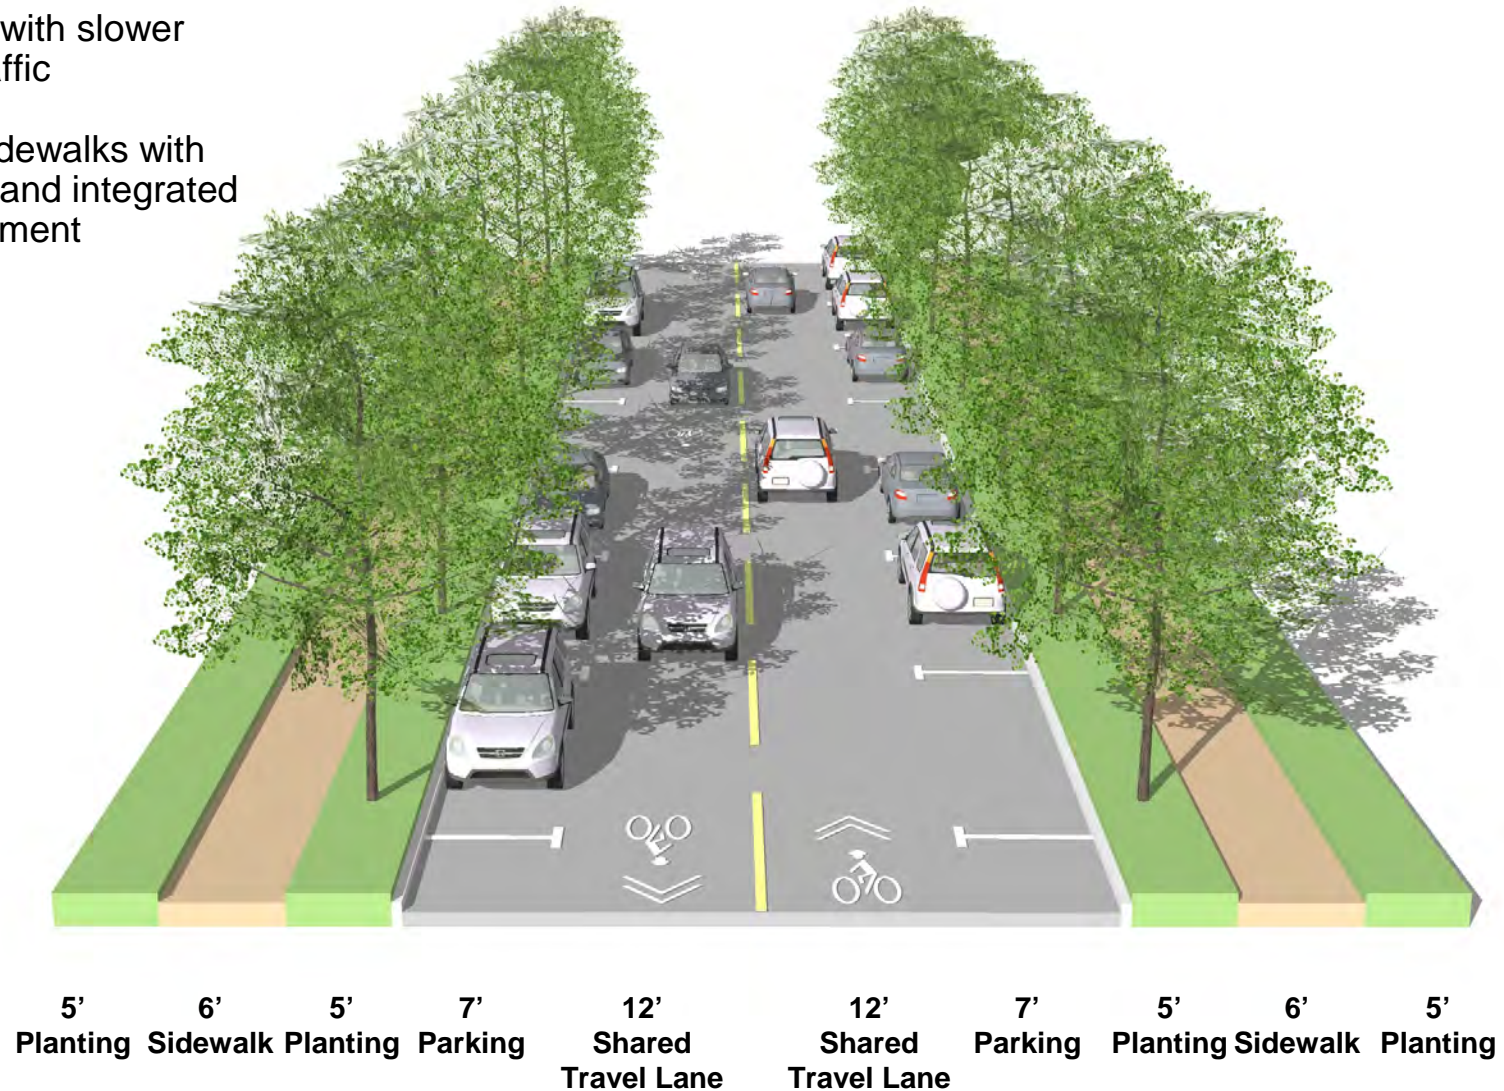 with slower
ffic
dewalks with
and integrated
ment
5’ 6’ 5’ 7’ 12’ 12’ 7’ 5’ 6’ 5’
Planting Sidewalk Planting Parking Shared Shared Parking Planting Sidewalk Planting
Travel Lane Travel Lane